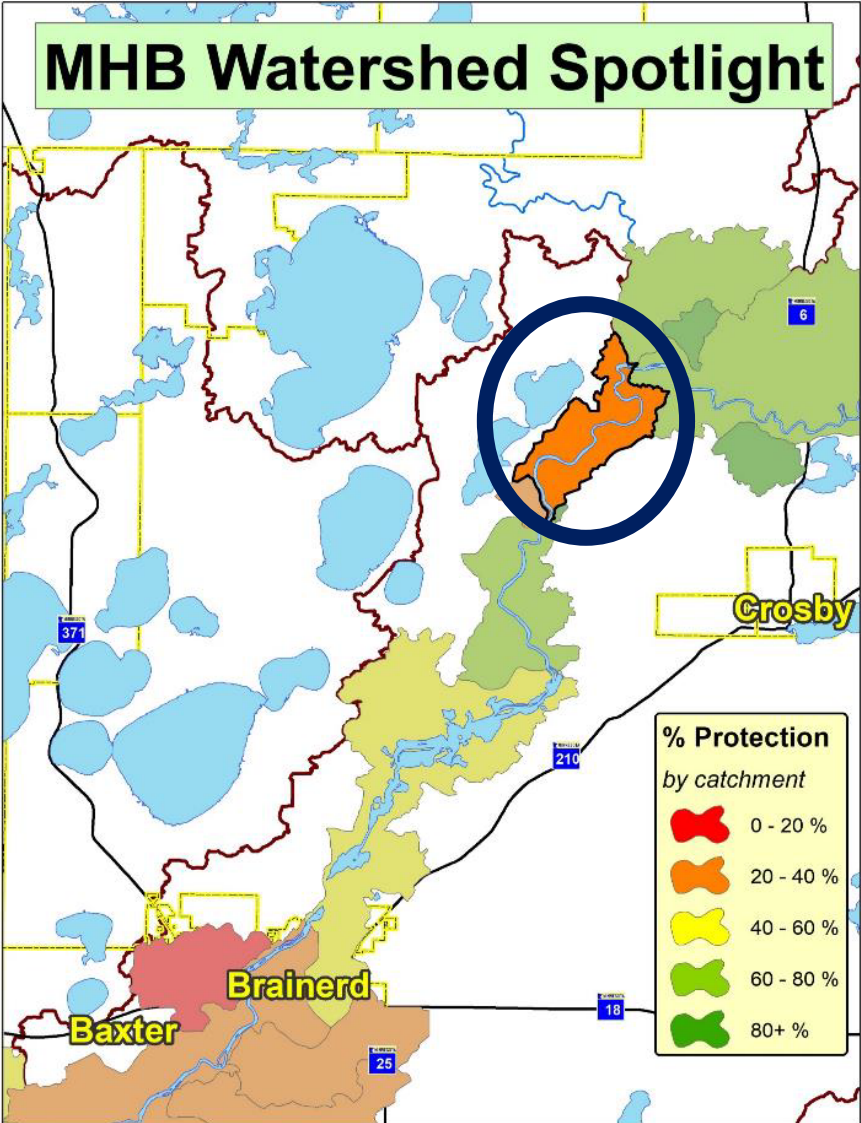 MHB Watershed Spotlight
6
371
Crosby
210
% Protection
by catchment
0 - 20 %
20 - 40 %
40 - 60 %
60 - 80 %
80+ %
Brainerd
18
Baxter
25